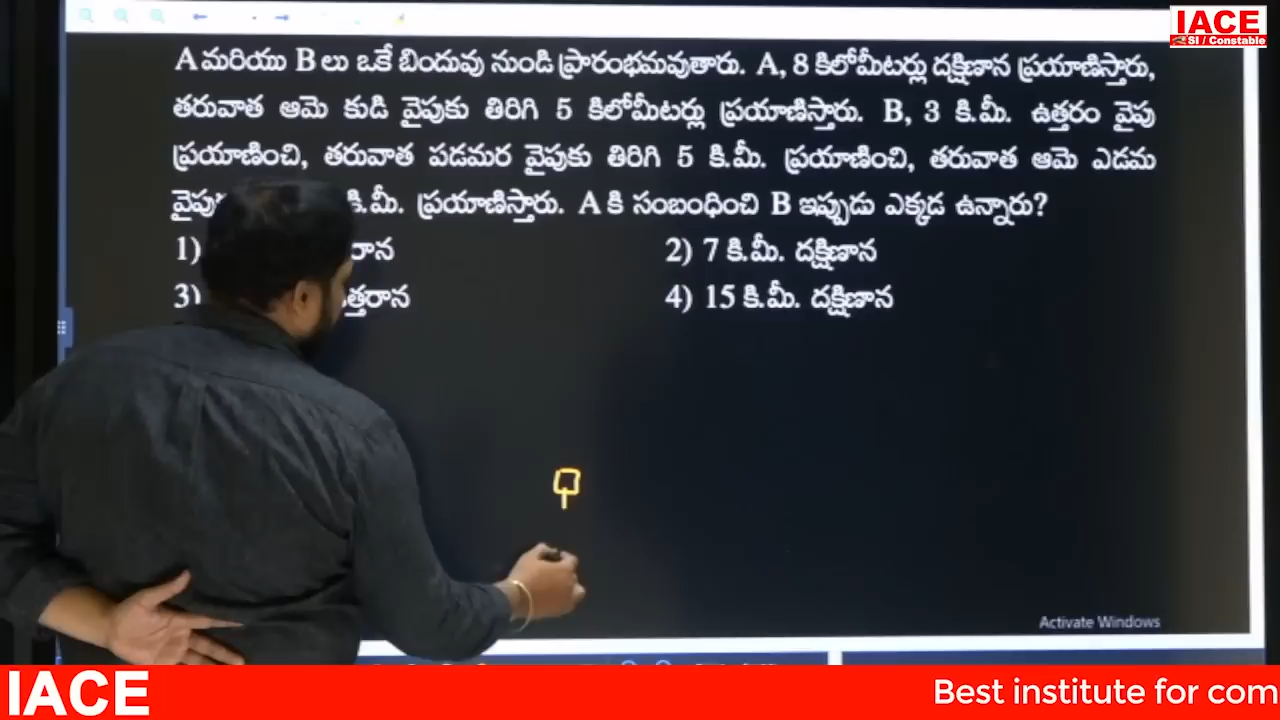 IACE
SI / Constable
A మరియు B లు ఒకే బిందువు నుండి ప్రారంభమవుతారు. A, 8 కిలోమీటర్లు దక్షిణాన ప్రయాణిస్తారు,
తరువాత ఆమె కుడి వైపుకు తిరిగి 5 కిలోమీటర్లు ప్రయాణిస్తారు. B, 3 కి.మీ. ఉత్తరం వైపు
ప్రయాణించి, తరువాత పడమర వైపుకు తిరిగి 5 కి.మీ. ప్రయాణించి, తరువాత ఆమె ఎడమ
కి.మీ. ప్రయాణిస్తారు. A కి సంబంధించి B ఇప్పుడు ఎక్కడ ఉన్నారు?
1) 2) 7 కి.మీ. దక్షిణాన
3) 4) 15 కి.మీ. దక్షిణాన
Activate Windows
IACE Best institute for com